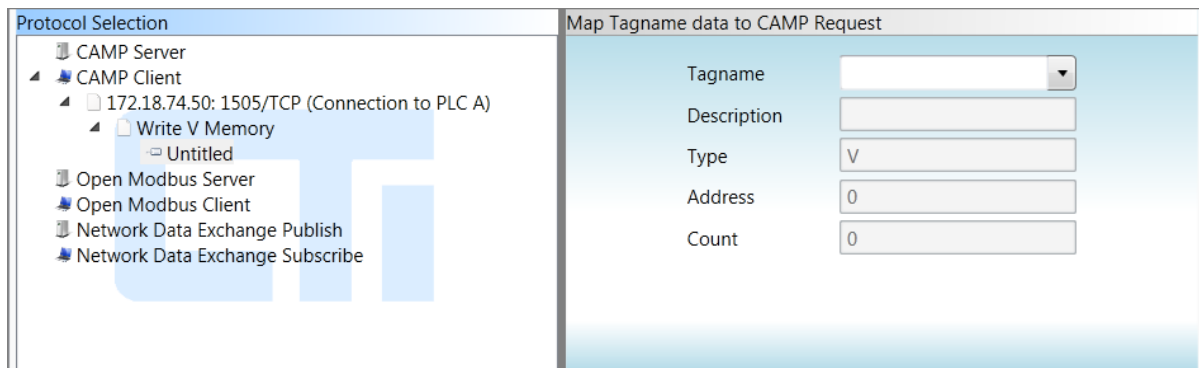 Protocol Selection
CAMP Server
CAMP Client
172.18.74.50: 1505/TCP (Connection to PLC A)
Write V Memory
Untitled
Open Modbus Server
Open Modbus Client
Network Data Exchange Publish
Network Data Exchange Subscribe
CTi
Map Tagname data to CAMP Request
Tagname
Description
Type V
Address 0
Count 0